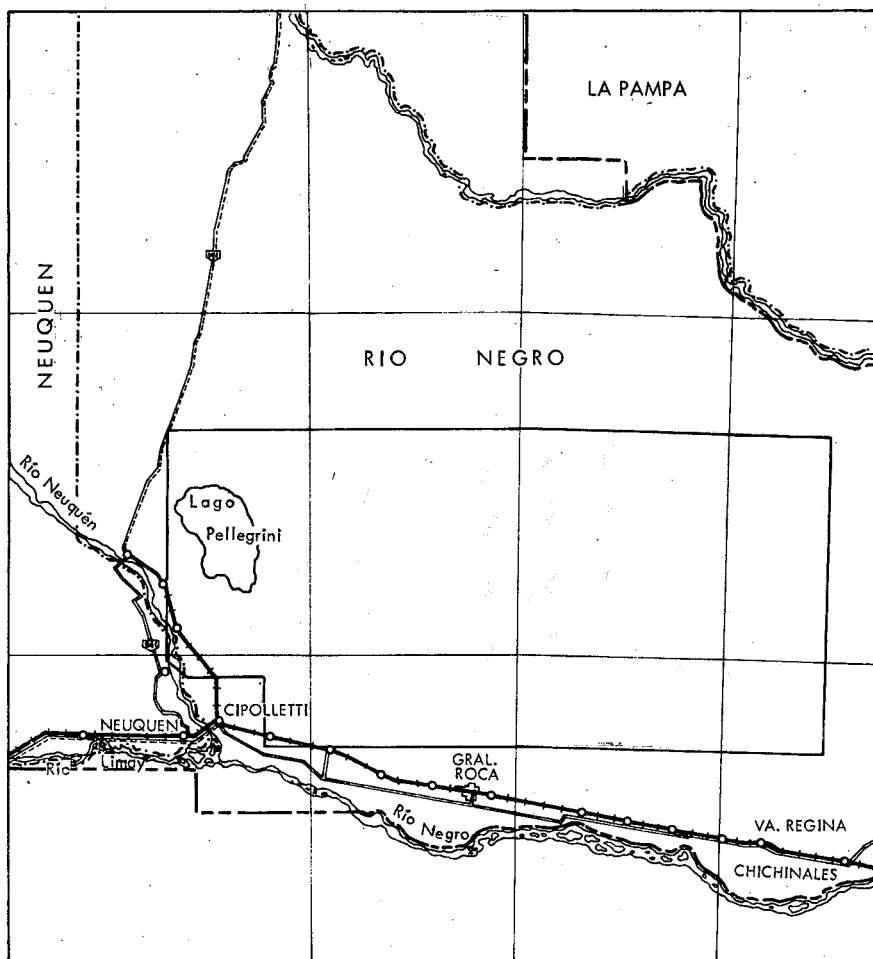 LA PAMPA
NEUQUEN
RIO NEGRO
Río Neuquén
Lago
Pellegrini
CIPOLLETTI
NEUQUEN
Río Limay
GRAL.
ROCA
Río Negro
VA. REGINA
CHICHINALES